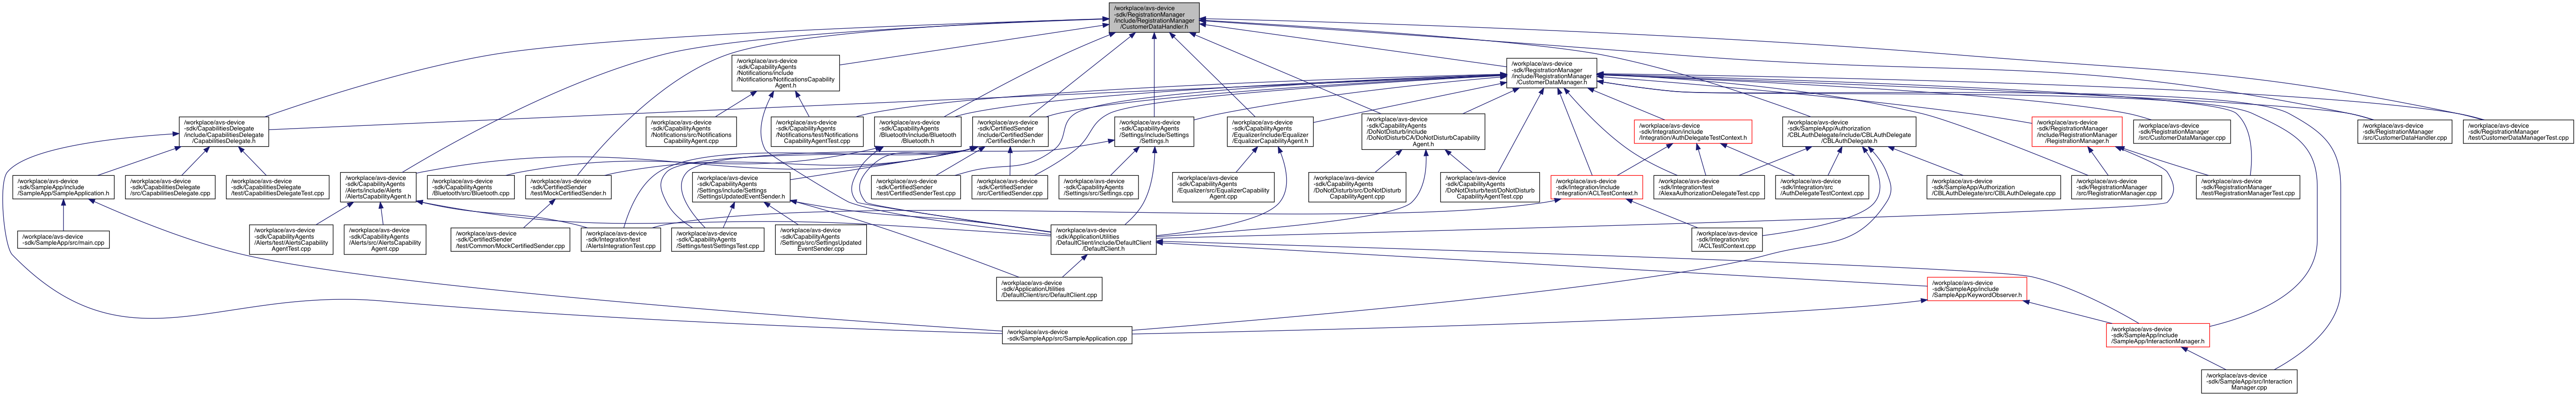 /workplace/avs-device
-sdk/RegistrationManager
/include/RegistrationManager
/CustomerDataHandler.h
/workplace/avs-device
-sdk/CapabilityAgents
/Notifications/include
/Notifications/NotificationsCapability
Agent.h
/workplace/avs-device
-sdk/RegistrationManager
/include/RegistrationManager
/CustomerDataManager.h
/workplace/avs-device
-sdk/CapabilitiesDelegate
/include/CapabilitiesDelegate
/CapabilitiesDelegate.h
/workplace/avs-device
-sdk/CapabilityAgents
/Notifications/src/Notifications
CapabilityAgent.cpp
/workplace/avs-device
-sdk/CapabilityAgents
/Notifications/test/Notifications
CapabilityAgentTest.cpp
/workplace/avs-device
-sdk/CapabilityAgents
/Bluetooth/include/Bluetooth
/Bluetooth.h
/workplace/avs-device
-sdk/CertifiedSender
/include/CertifiedSender
/CertifiedSender.h
/workplace/avs-device
-sdk/CapabilityAgents
/Settings/include/Settings
/Settings.h
/workplace/avs-device
-sdk/CapabilityAgents
/Equalizer/include/Equalizer
/EqualizerCapabilityAgent.h
/workplace/avs-device
-sdk/CapabilityAgents
/DoNotDisturb/include
/DoNotDisturbCA/DoNotDisturbCapability
Agent.h
/workplace/avs-device
-sdk/Integration/include
/Integration/AuthDelegateTestContext.h
/workplace/avs-device
-sdk/SampleApp/Authorization
/CBLAuthDelegate/include/CBLAuthDelegate
/CBLAuthDelegate.h
/workplace/avs-device
-sdk/RegistrationManager
/include/RegistrationManager
/RegistrationManager.h
/workplace/avs-device
-sdk/RegistrationManager
/src/CustomerDataManager.cpp
/workplace/avs-device
-sdk/RegistrationManager
/src/CustomerDataHandler.cpp
/workplace/avs-device
-sdk/RegistrationManager
/test/CustomerDataManagerTest.cpp
/workplace/avs-device
-sdk/SampleApp/include
/SampleApp/SampleApplication.h
/workplace/avs-device
-sdk/CapabilitiesDelegate
/src/CapabilitiesDelegate.cpp
/workplace/avs-device
-sdk/CapabilitiesDelegate
/test/CapabilitiesDelegateTest.cpp
/workplace/avs-device
-sdk/CapabilityAgents
/Alerts/include/Alerts
/AlertsCapabilityAgent.h
/workplace/avs-device
-sdk/CapabilityAgents
/Bluetooth/src/Bluetooth.cpp
/workplace/avs-device
-sdk/CertifiedSender
/test/MockCertifiedSender.h
/workplace/avs-device
-sdk/CapabilityAgents
/Settings/include/Settings
/SettingsUpdatedEventSender.h
/workplace/avs-device
-sdk/CertifiedSender
/test/CertifiedSenderTest.cpp
/workplace/avs-device
-sdk/CertifiedSender
/src/CertifiedSender.cpp
/workplace/avs-device
-sdk/CapabilityAgents
/Settings/src/Settings.cpp
/workplace/avs-device
-sdk/CapabilityAgents
/Equalizer/src/EqualizerCapability
Agent.cpp
/workplace/avs-device
-sdk/CapabilityAgents
/DoNotDisturb/src/DoNotDisturb
CapabilityAgent.cpp
/workplace/avs-device
-sdk/CapabilityAgents
/DoNotDisturb/test/DoNotDisturb
CapabilityAgentTest.cpp
/workplace/avs-device
-sdk/Integration/include
/Integration/ACLTestContext.h
/workplace/avs-device
-sdk/Integration/test
/AlexaAuthorizationDelegateTest.cpp
/workplace/avs-device
-sdk/Integration/src
/AuthDelegateTestContext.cpp
/workplace/avs-device
-sdk/SampleApp/Authorization
/CBLAuthDelegate/src/CBLAuthDelegate.cpp
/workplace/avs-device
-sdk/RegistrationManager
/src/RegistrationManager.cpp
/workplace/avs-device
-sdk/RegistrationManager
/test/RegistrationManagerTest.cpp
/workplace/avs-device
-sdk/SampleApp/src/main.cpp
/workplace/avs-device
-sdk/CapabilityAgents
/Alerts/test/AlertsCapability
AgentTest.cpp
/workplace/avs-device
-sdk/CapabilityAgents
/Alerts/src/AlertsCapability
Agent.cpp
/workplace/avs-device
-sdk/CertifiedSender
/test/Common/MockCertifiedSender.cpp
/workplace/avs-device
-sdk/Integration/test
/AlertsIntegrationTest.cpp
/workplace/avs-device
-sdk/CapabilityAgents
/Settings/test/SettingsTest.cpp
/workplace/avs-device
-sdk/CapabilityAgents
/Settings/src/SettingsUpdated
EventSender.cpp
/workplace/avs-device
-sdk/ApplicationUtilities
/DefaultClient/include/DefaultClient
/DefaultClient.h
/workplace/avs-device
-sdk/Integration/src
/ACLTestContext.cpp
/workplace/avs-device
-sdk/ApplicationUtilities
/DefaultClient/src/DefaultClient.cpp
/workplace/avs-device
-sdk/SampleApp/include
/SampleApp/KeywordObserver.h
/workplace/avs-device
-sdk/SampleApp/src/SampleApplication.cpp
/workplace/avs-device
-sdk/SampleApp/include
/SampleApp/InteractionManager.h
/workplace/avs-device
-sdk/SampleApp/src/Interaction
Manager.cpp